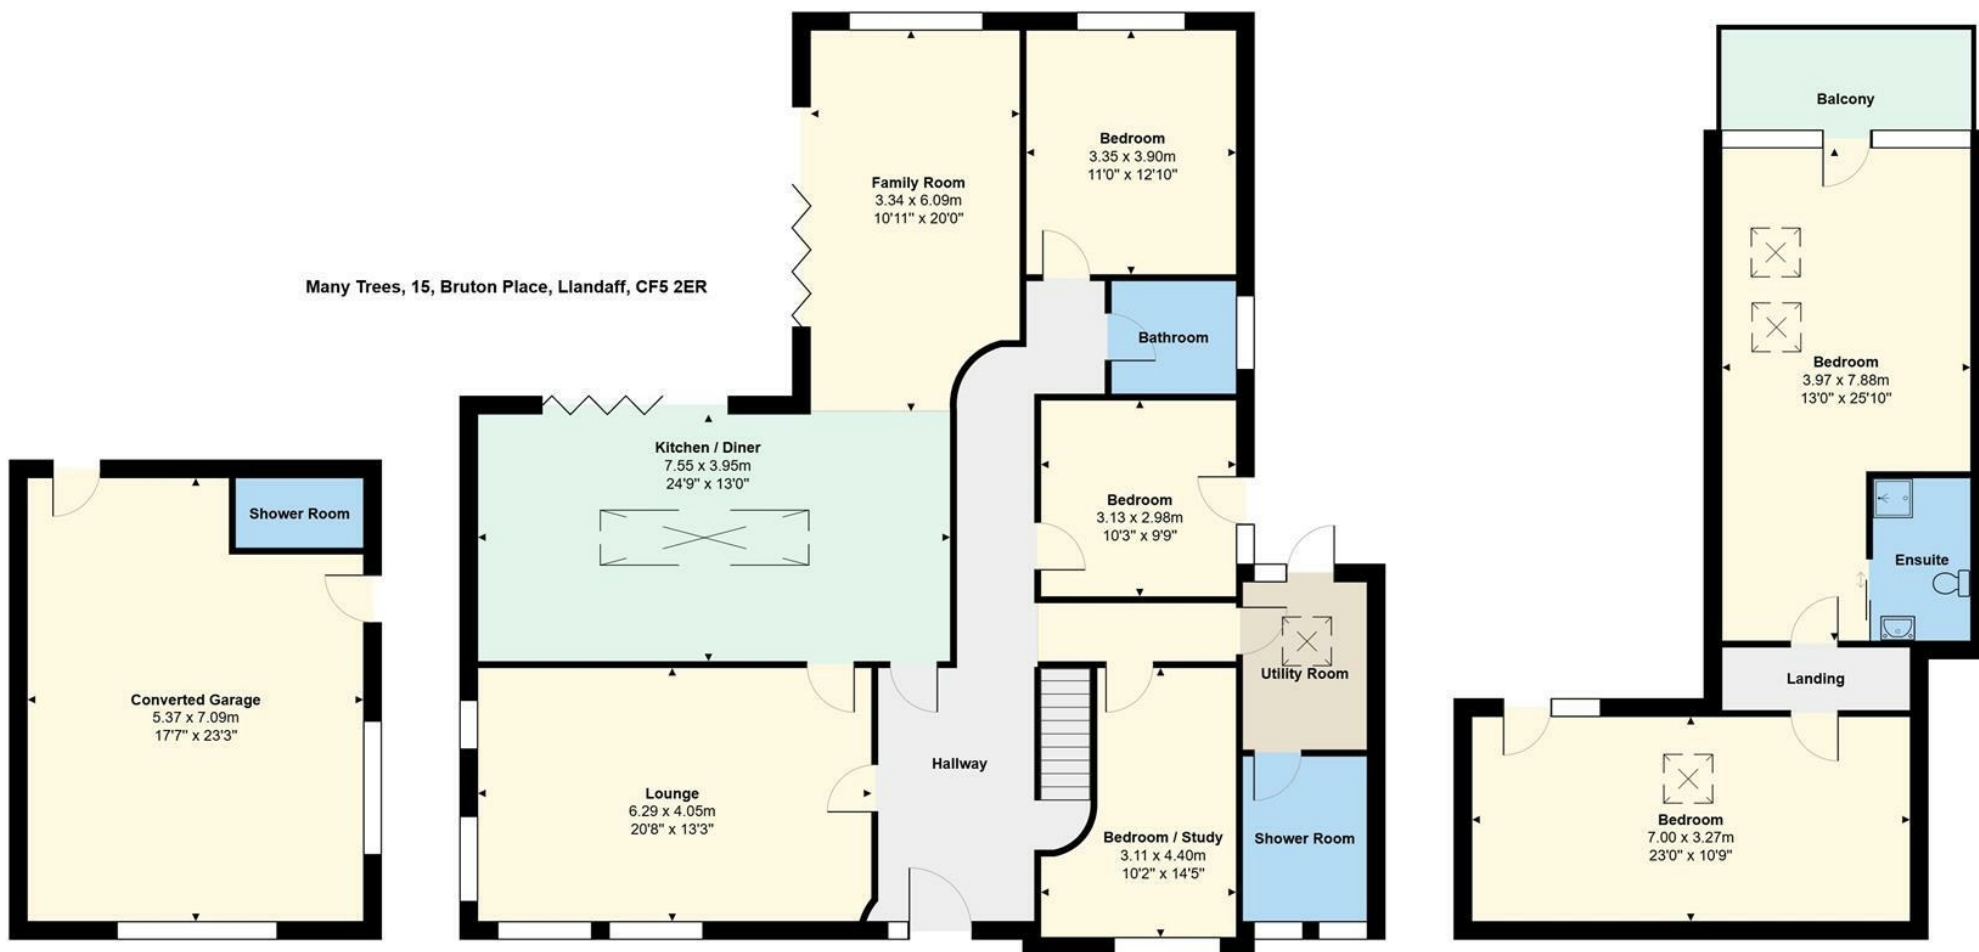 Many Trees, 15, Bruton Place, Llandaff, CF5 2ER
Converted Garage
5.37 x 7.09m
17'7" x 23'3"
Shower Room
Family Room
3.34 x 6.09m
10'11" x 20'0"
Bedroom
3.35 x 3.90m
11'0" x 12'10"
Bathroom
Kitchen / Diner
7.55 x 3.95m
24'9" x 13'0"
Bedroom
3.13 x 2.98m
10'3" x 9'9"
Utility Room
Lounge
6.29 x 4.05m
20'8" x 13'3"
Hallway
Bedroom / Study
3.11 x 4.40m
10'2" x 14'5"
Shower Room
Balcony
Bedroom
3.97 x 7.88m
13'0" x 25'10"
Ensuite
Landing
Bedroom
7.00 x 3.27m
23'0" x 10'9"